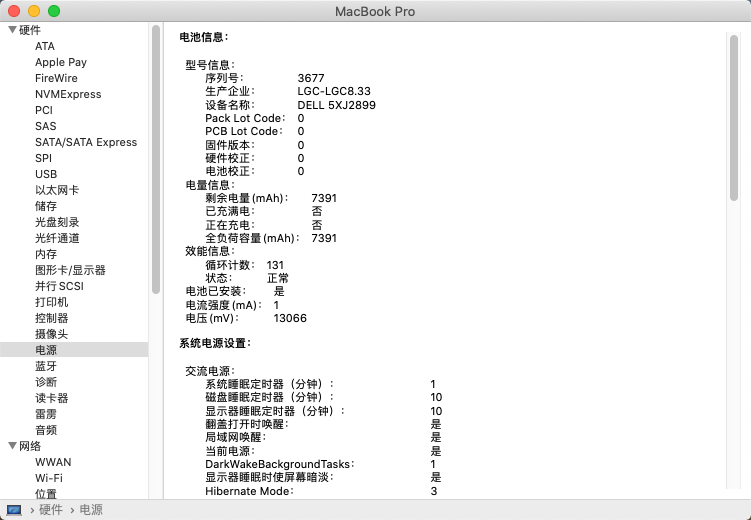 MacBook Pro
硬件
ATA
Apple Pay
FireWire
NVMExpress
PCI
SAS
SATA/SATA Express
SPI
USB
以太网卡
储存
光盘刻录
光纤通道
内存
图形卡/显示器
并行SCSI
打印机
控制器
摄像头
电源
蓝牙
诊断
读卡器
雷雳
音频
网络
WWAN
Wi-Fi
位置
电池信息：
型号信息：
序列号： 3677
生产企业： LGC-LGC8.33
设备名称： DELL 5XJ2899
Pack Lot Code： 0
PCB Lot Code： 0
固件版本： 0
硬件校正： 0
电池校正： 0
电量信息：
剩余电量(mAh)： 7391
已充满电： 否
正在充电： 否
全负荷容量(mAh)： 7391
效能信息：
循环计数： 131
状态： 正常
电池已安装： 是
电流强度(mA)： 1
电压(mV)： 13066
系统电源设置：
交流电源：
系统睡眠定时器（分钟）： 1
磁盘睡眠定时器（分钟）： 10
显示器睡眠定时器（分钟）： 10
翻盖打开时唤醒： 是
局域网唤醒： 是
当前电源： 是
DarkWakeBackgroundTasks： 1
显示器睡眠时使屏幕暗淡： 是
Hibernate Mode： 3
› 硬件 › 电源